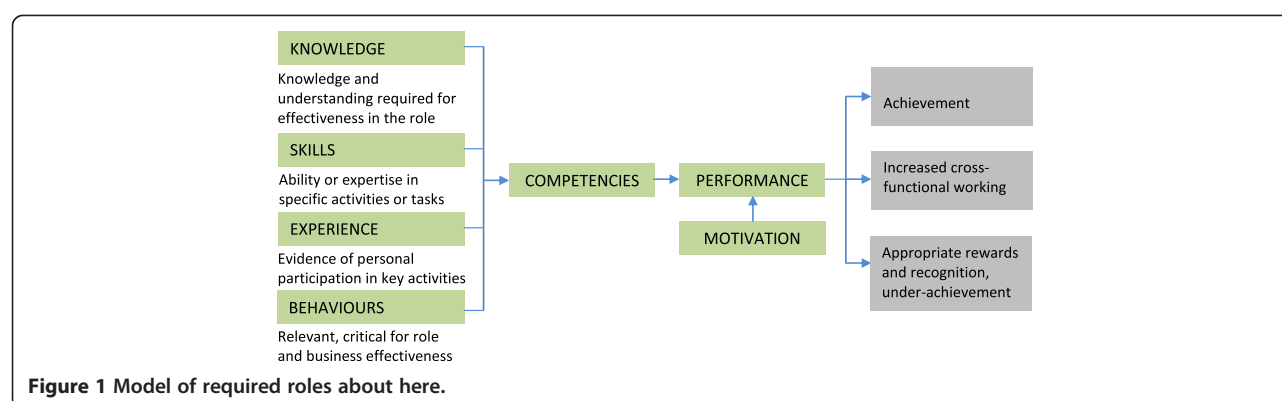 KNOWLEDGE
Knowledge and
understanding required for
effectiveness in the role
SKILLS
Ability or expertise in
specific activities or tasks
EXPERIENCE
Evidence of personal
participation in key activities
BEHAVIOURS
Relevant, critical for role
and business effectiveness
COMPETENCIES
PERFORMANCE
MOTIVATION
Achievement
Increased cross-
functional working
Appropriate rewards
and recognition,
under-achievement
Figure 1 Model of required roles about here.